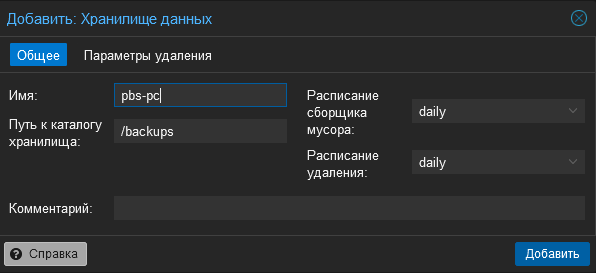 Добавить: Хранилище данных
Общее
Параметры удаления
Имя:
pbs-pc
Путь к каталогу
хранилища:
/backups
Расписание
сборщика
мусора:
daily
Расписание
удаления:
daily
Комментарий:
Справка
Добавить